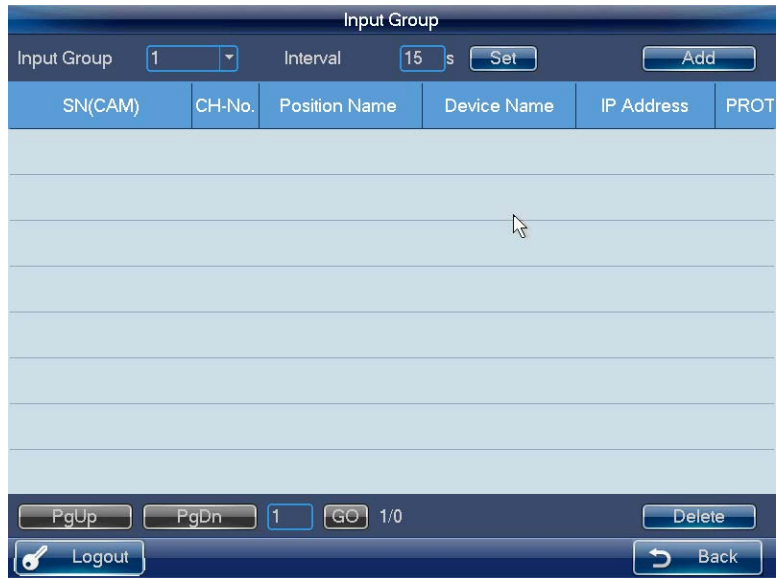 Input Group
Input Group 1 Interval 15 s Set Add
SN(CAM) CH-No. Position Name Device Name IP Address PROT
PgUp PgDn 1 GO 1/0 Delete
Logout Back